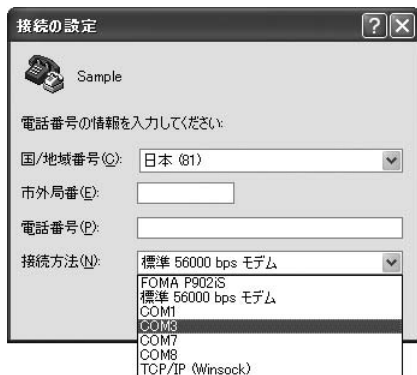 接続の設定
Sample
電話番号の情報を入力してください:
国/地域番号(C): 日本 (81)
市外局番(E):
電話番号(P):
接続方法(N): 標準 56000 bps モデム
FOMA P902iS
標準 56000 bps モデム
COM1
COM3
COM7
COM8
TCP/IP (Winsock)